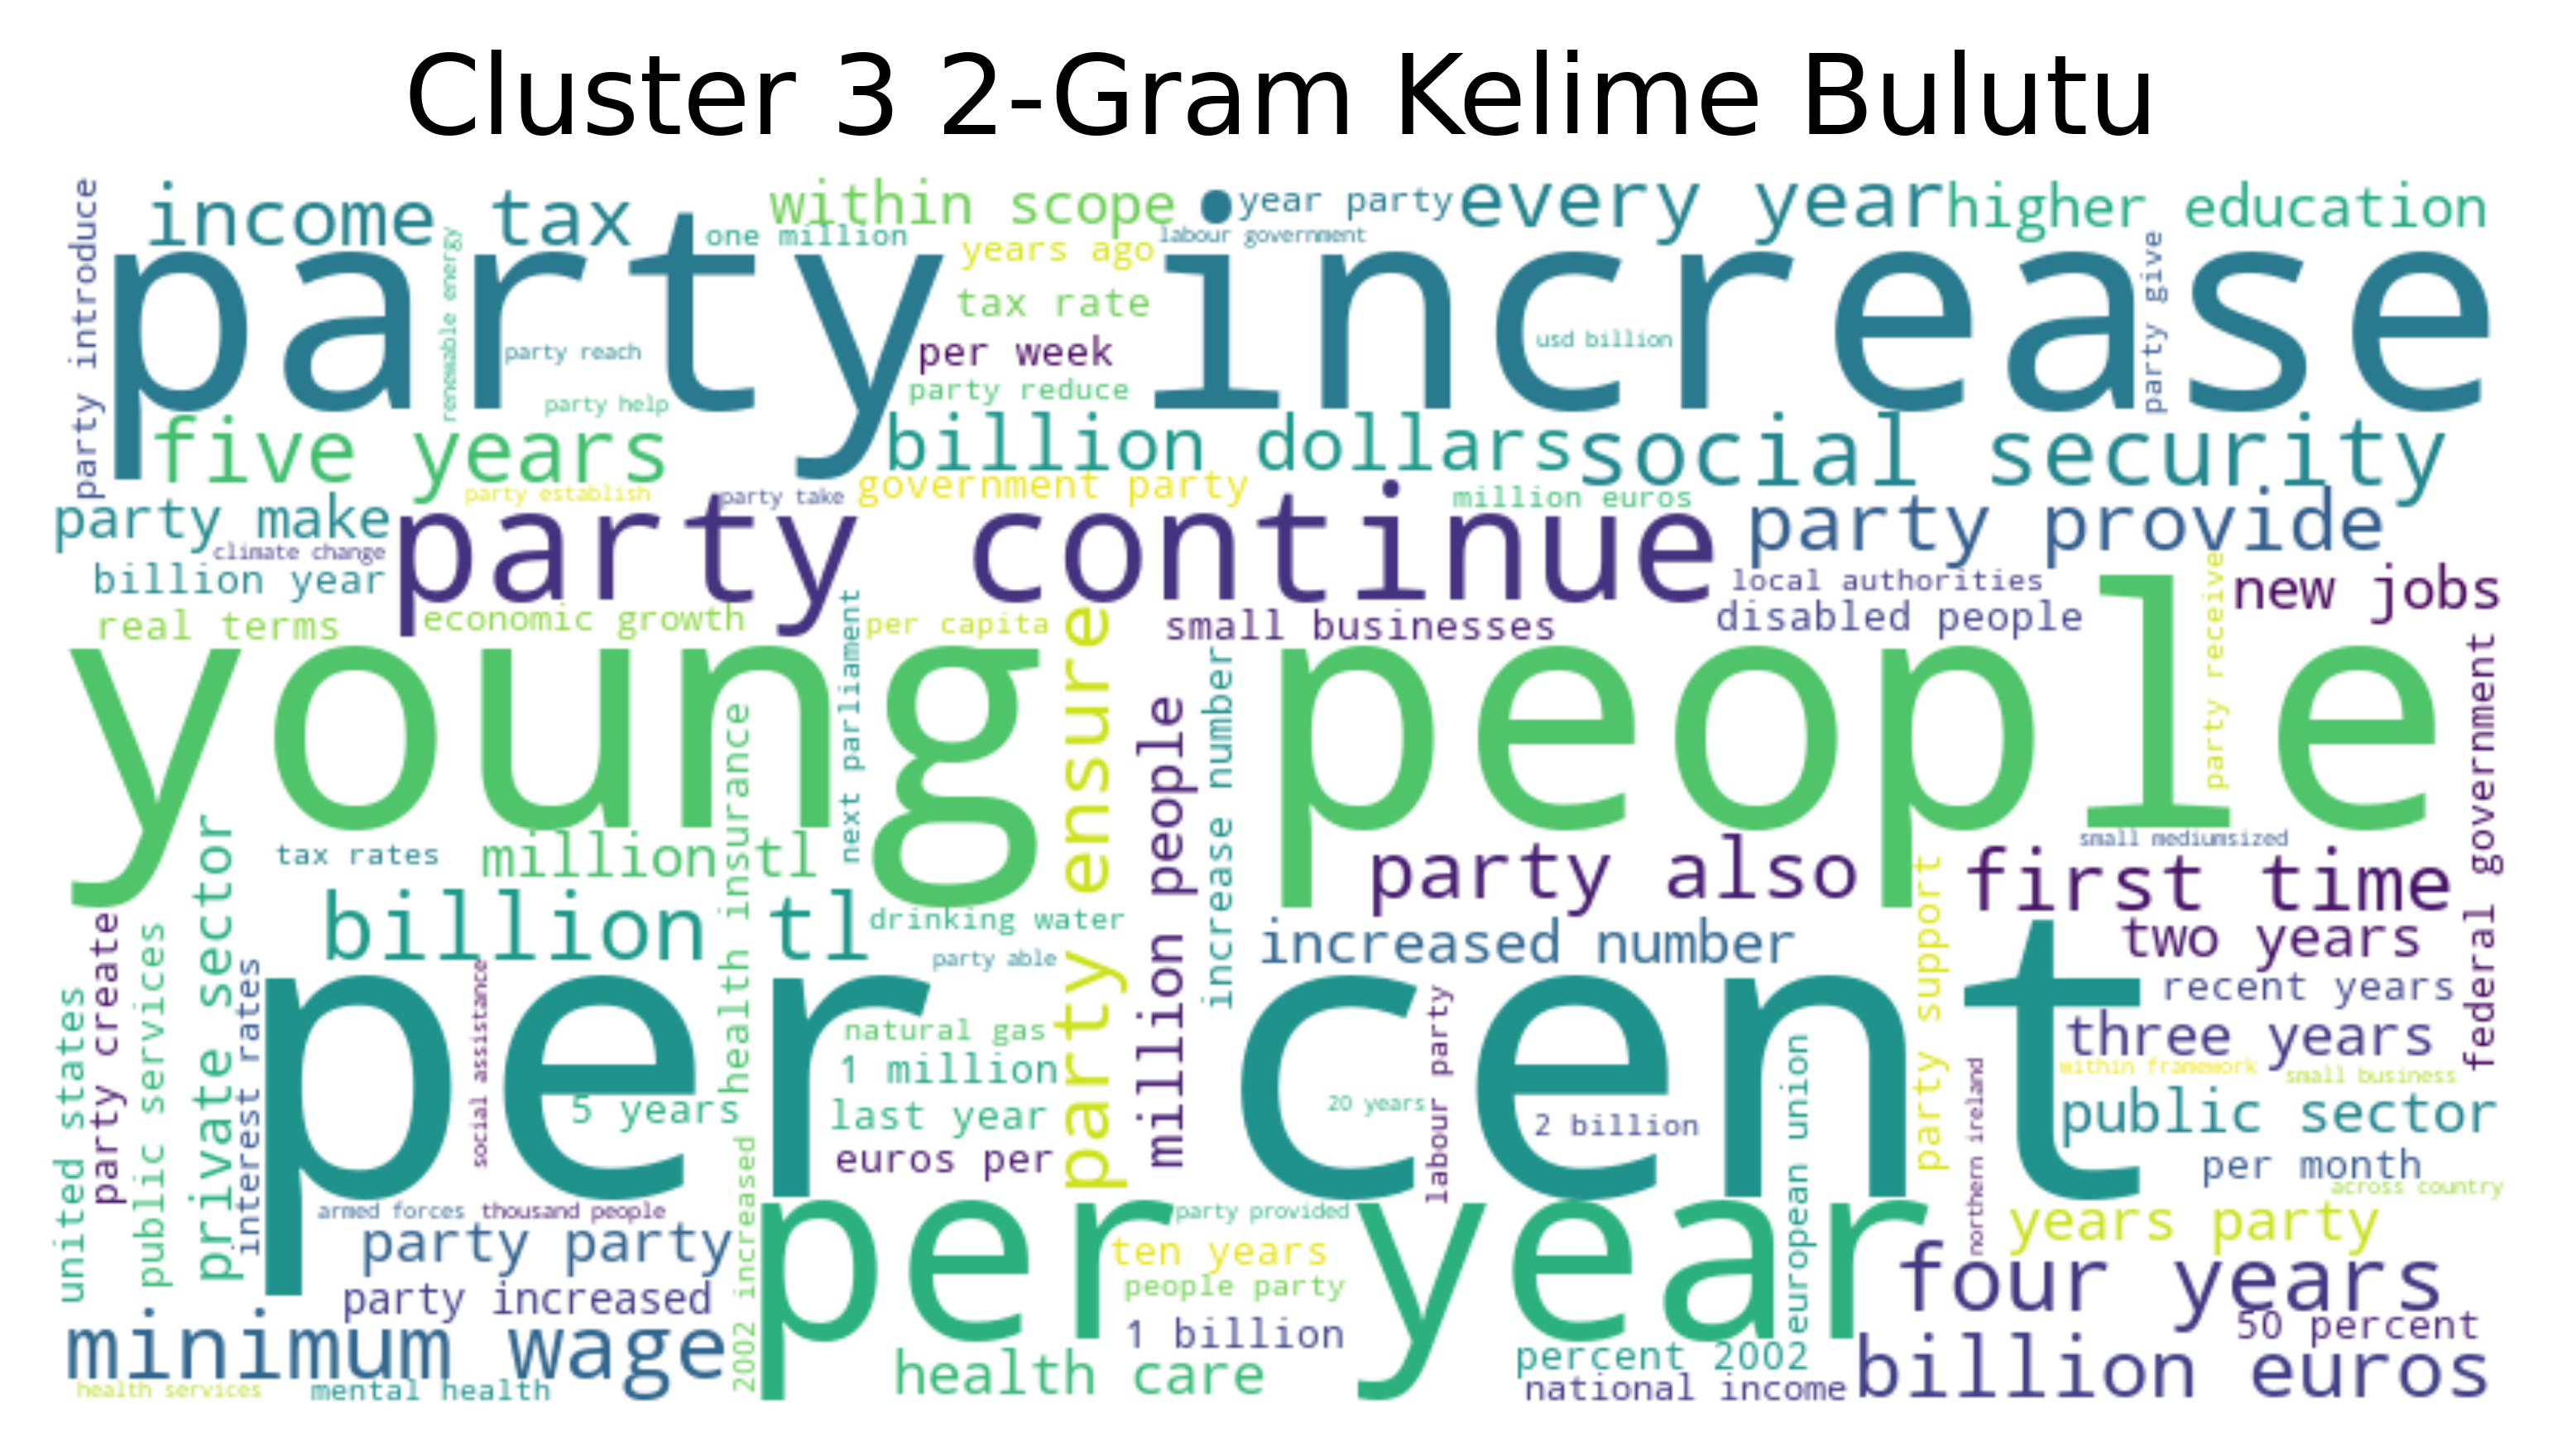 Cluster 3 2-Gram Kelime Bulutu
party introduce
income tax
within scope
● year party
every year
higher education
one million
years ago
labour government
renewable energy
party increase
party give
tax rate
usd billion
party reach
per week
party reduce
party help
five years
billion dollars
social security
party establish
party take
government party
million euros
party make
party continue
party provide
climate change
billion year
local authorities
new jobs
real terms
economic growth
per capita
small businesses
disabled people
party receive
next parliament
party ensure
young people
increase number
million people
federal government
health insurance
private sector
tax rates
million tl
small mediumsized
party also
first time
billion tl
drinking water
increased number
two years
party support
party create
public services
united states
interest rates
social assistance
party able
per cent
recent years
natural gas
three years
1 million
within framework
small business
5 years
last year
20 years
labour party
2 billion
european union
northern ireland
public sector
euros per
per month
across country
armed forces
thousand people
party provided
per year
years party
party party
ten years
2002 increased
people party
four years
party increased
1 billion
50 percent
minimum wage
health care
percent 2002
billion euros
health services
mental health
national income